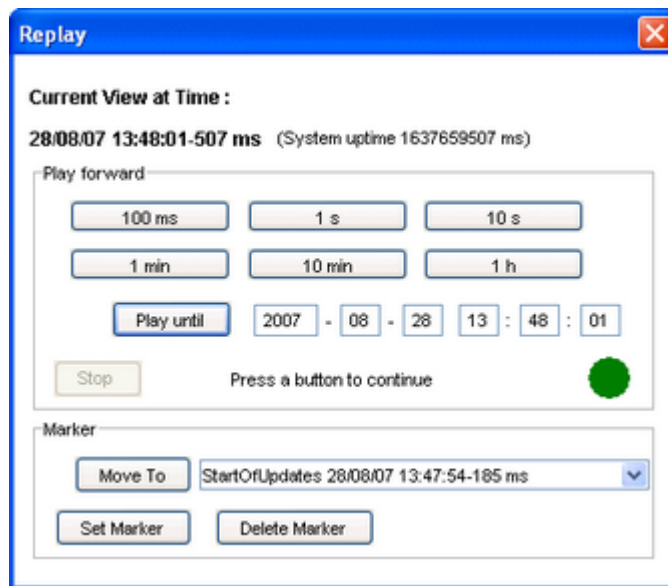 Replay
Current View at Time :
28/08/07 13:48:01-507 ms (System uptime 1637659507 ms)
Play forward
100 ms 1 s 10 s
1 min 10 min 1 h
Play until 2007 - 08 - 28 13 : 48 : 01
Stop Press a button to continue
Marker
Move To StartOfUpdates 28/08/07 13:47:54-185 ms
Set Marker Delete Marker